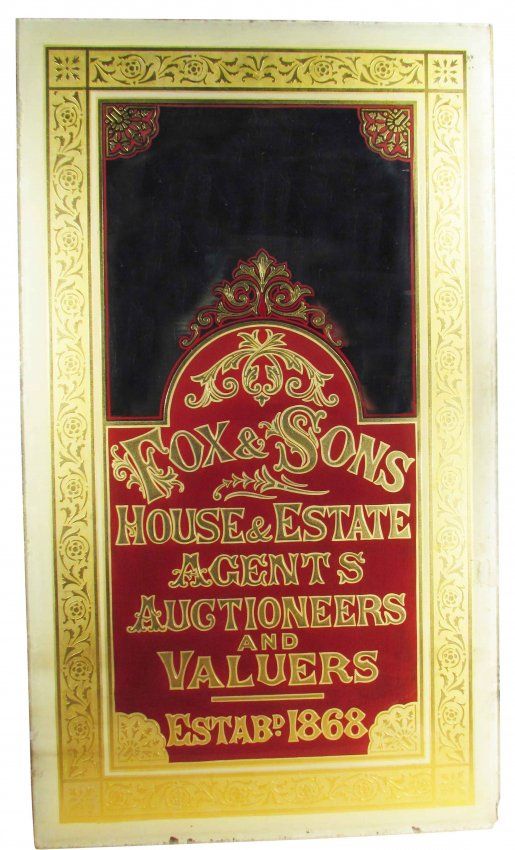 FOX & SONS
HOUSE & ESTATE
AGENTS
AUCTIONEERS
AND
VALUERS
ESTABD. 1868